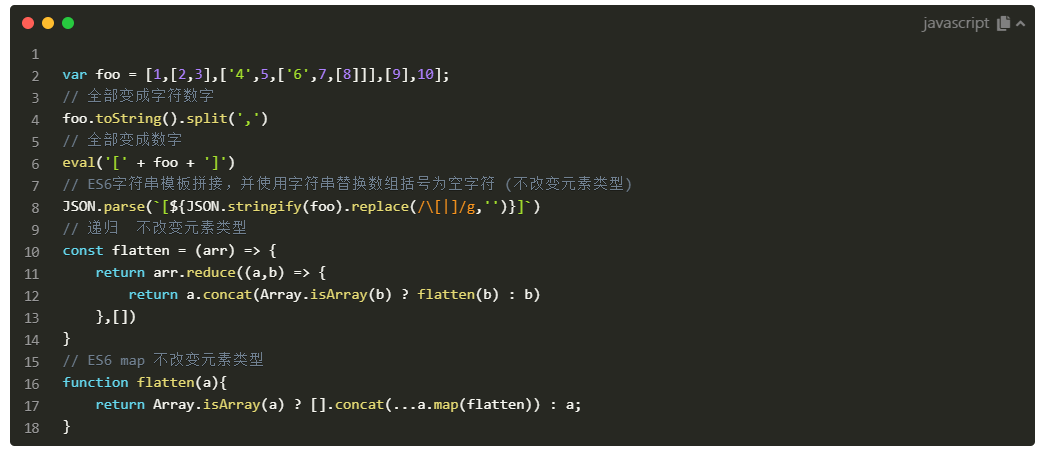 javascript
1
2 var foo = [1,[2,3],['4',5,['6',7,[8]]],[9],10];
3 // 全部变成字符数字
4 foo.toString().split(',')
5 // 全部变成数字
6 eval('[' + foo + ']')
7 // ES6字符串模板拼接，并使用字符串替换数组括号为空字符 (不改变元素类型)
8 JSON.parse(`[${JSON.stringify(foo).replace(/\[|]/g,'')}]`)
9 // 递归  不改变元素类型
10 const flatten = (arr) => {
11     return arr.reduce((a,b) => {
12         return a.concat(Array.isArray(b) ? flatten(b) : b)
13     },[])
14 }
15 // ES6 map 不改变元素类型
16 function flatten(a){
17     return Array.isArray(a) ? [].concat(...a.map(flatten)) : a;
18 }